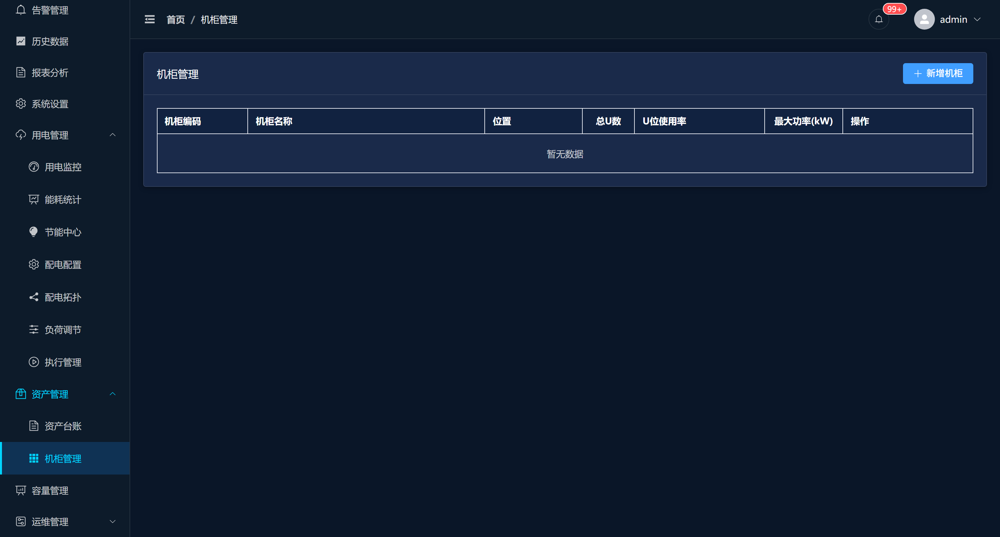 告警管理
历史数据
报表分析
系统设置
用电管理
用电监控
能耗统计
节能中心
配电配置
配电拓扑
负荷调节
执行管理
资产管理
资产台账
机柜管理
容量管理
运维管理
首页 / 机柜管理
99+
admin
机柜管理
新增机柜
机柜编码 机柜名称 位置 总U数 U位使用率 最大功率(kW) 操作
暂无数据